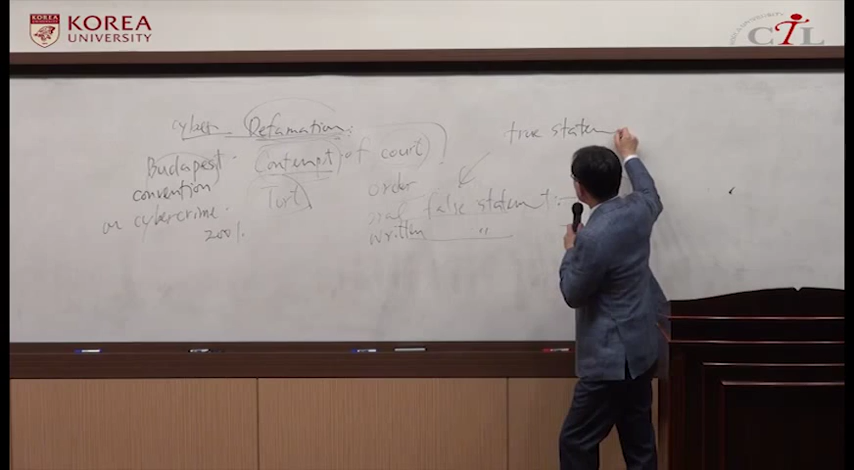 KOREA
UNIVERSITY
CTL
cyber Defamation:
Budapest
convention
on cybercrime.
2001.
Contempt of court
Tort
order
oral false statement.
written "
true statem